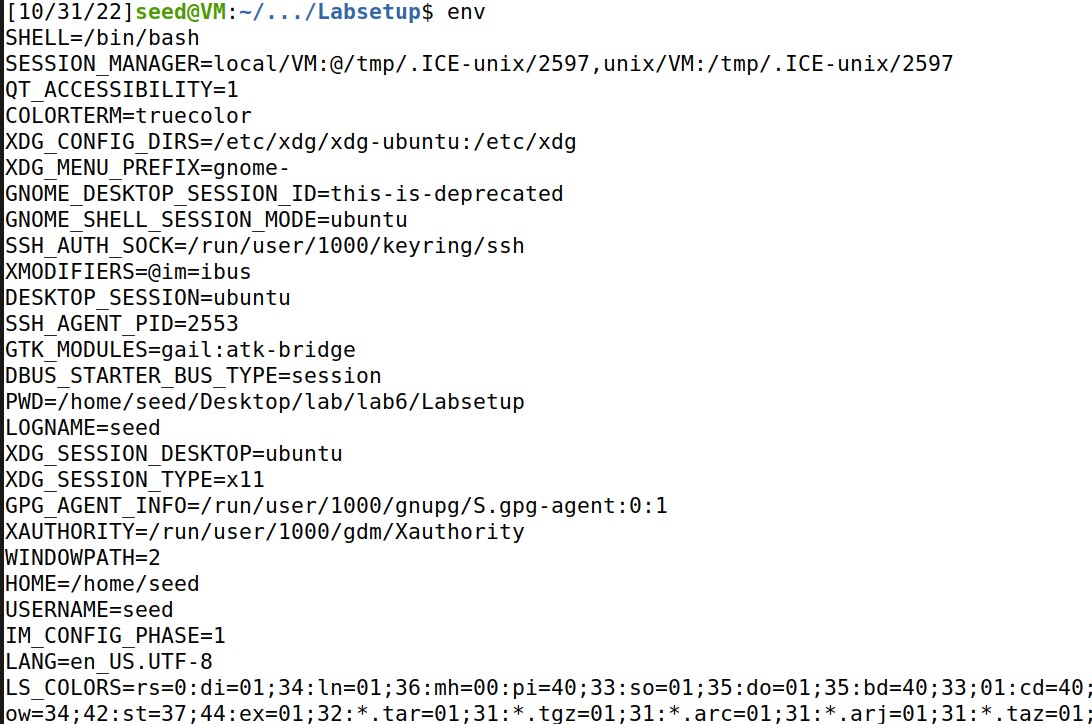 [10/31/22]seed@VM:~/.../Labsetup$ env
SHELL=/bin/bash
SESSION_MANAGER=local/VM:@/tmp/.ICE-unix/2597,unix/VM:/tmp/.ICE-unix/2597
QT_ACCESSIBILITY=1
COLORTERM=truecolor
XDG_CONFIG_DIRS=/etc/xdg/xdg-ubuntu:/etc/xdg
XDG_MENU_PREFIX=gnome-
GNOME_DESKTOP_SESSION_ID=this-is-deprecated
GNOME_SHELL_SESSION_MODE=ubuntu
SSH_AUTH_SOCK=/run/user/1000/keyring/ssh
XMODIFIERS=@im=ibus
DESKTOP_SESSION=ubuntu
SSH_AGENT_PID=2553
GTK_MODULES=gail:atk-bridge
DBUS_STARTER_BUS_TYPE=session
PWD=/home/seed/Desktop/lab/lab6/Labsetup
LOGNAME=seed
XDG_SESSION_DESKTOP=ubuntu
XDG_SESSION_TYPE=x11
GPG_AGENT_INFO=/run/user/1000/gnupg/S.gpg-agent:0:1
XAUTHORITY=/run/user/1000/gdm/Xauthority
WINDOWPATH=2
HOME=/home/seed
USERNAME=seed
IM_CONFIG_PHASE=1
LANG=en_US.UTF-8
LS_COLORS=rs=0:di=01;34:ln=01;36:mh=00:pi=40;33:so=01;35:do=01;35:bd=40;33;01:cd=40;
ow=34;42:st=37;44:ex=01;32:*.tar=01;31:*.tgz=01;31:*.arc=01;31:*.arj=01;31:*.taz=01;